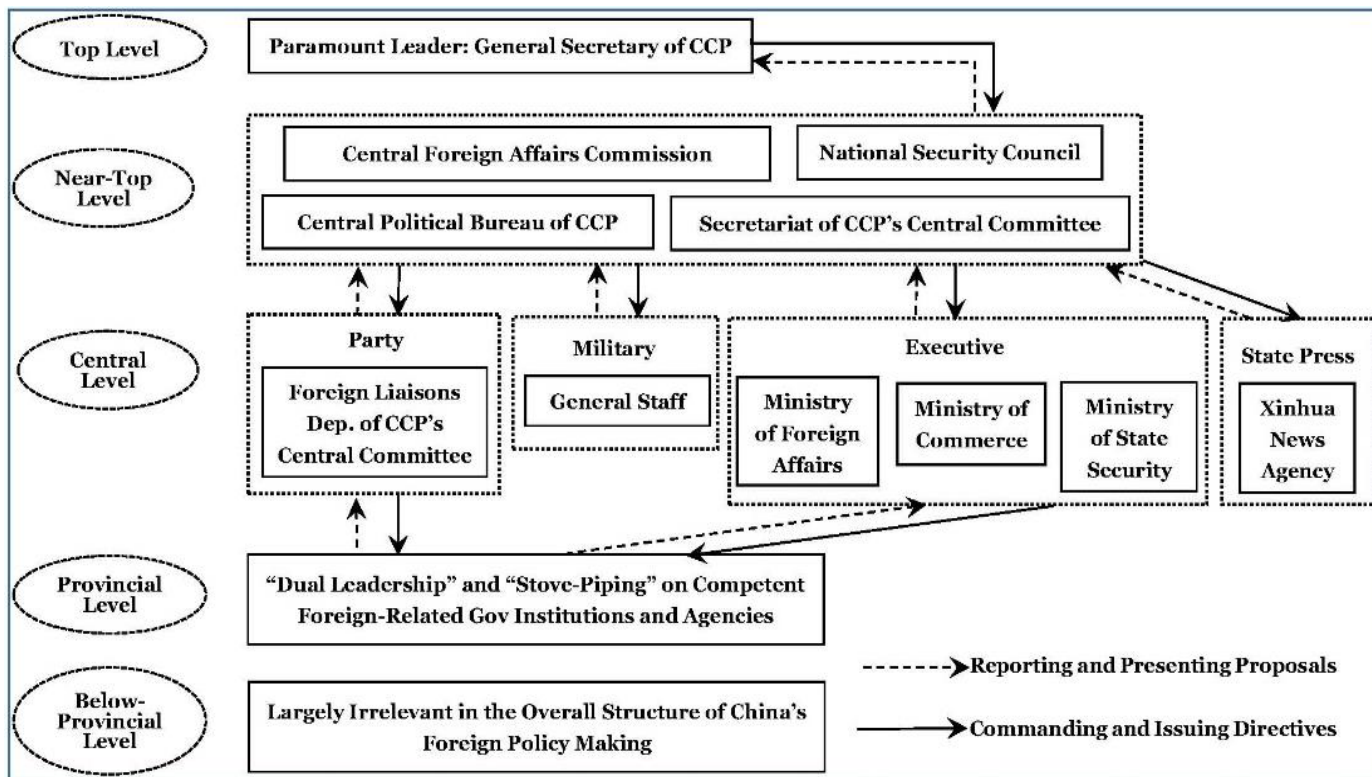 Top Level
Paramount Leader: General Secretary of CCP
Near-Top
Level
Central Foreign Affairs Commission
National Security Council
Central Political Bureau of CCP
Secretariat of CCP's Central Committee
Central
Level
Party
Foreign Liaisons
Dep. of CCP's
Central Committee
Military
General Staff
Executive
Ministry
of Foreign
Affairs
Ministry of
Commerce
Ministry
of State
Security
State Press
Xinhua
News
Agency
Provincial
Level
“Dual Leadership” and “Stove-Piping” on Competent
Foreign-Related Gov Institutions and Agencies
Below-
Provincial
Level
Largely Irrelevant in the Overall Structure of China's
Foreign Policy Making
Reporting and Presenting Proposals
Commanding and Issuing Directives